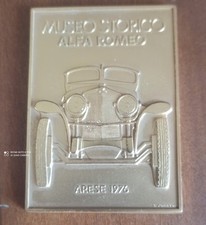 MUSEO STORICO
ALFA ROMEO
ARESE 1976